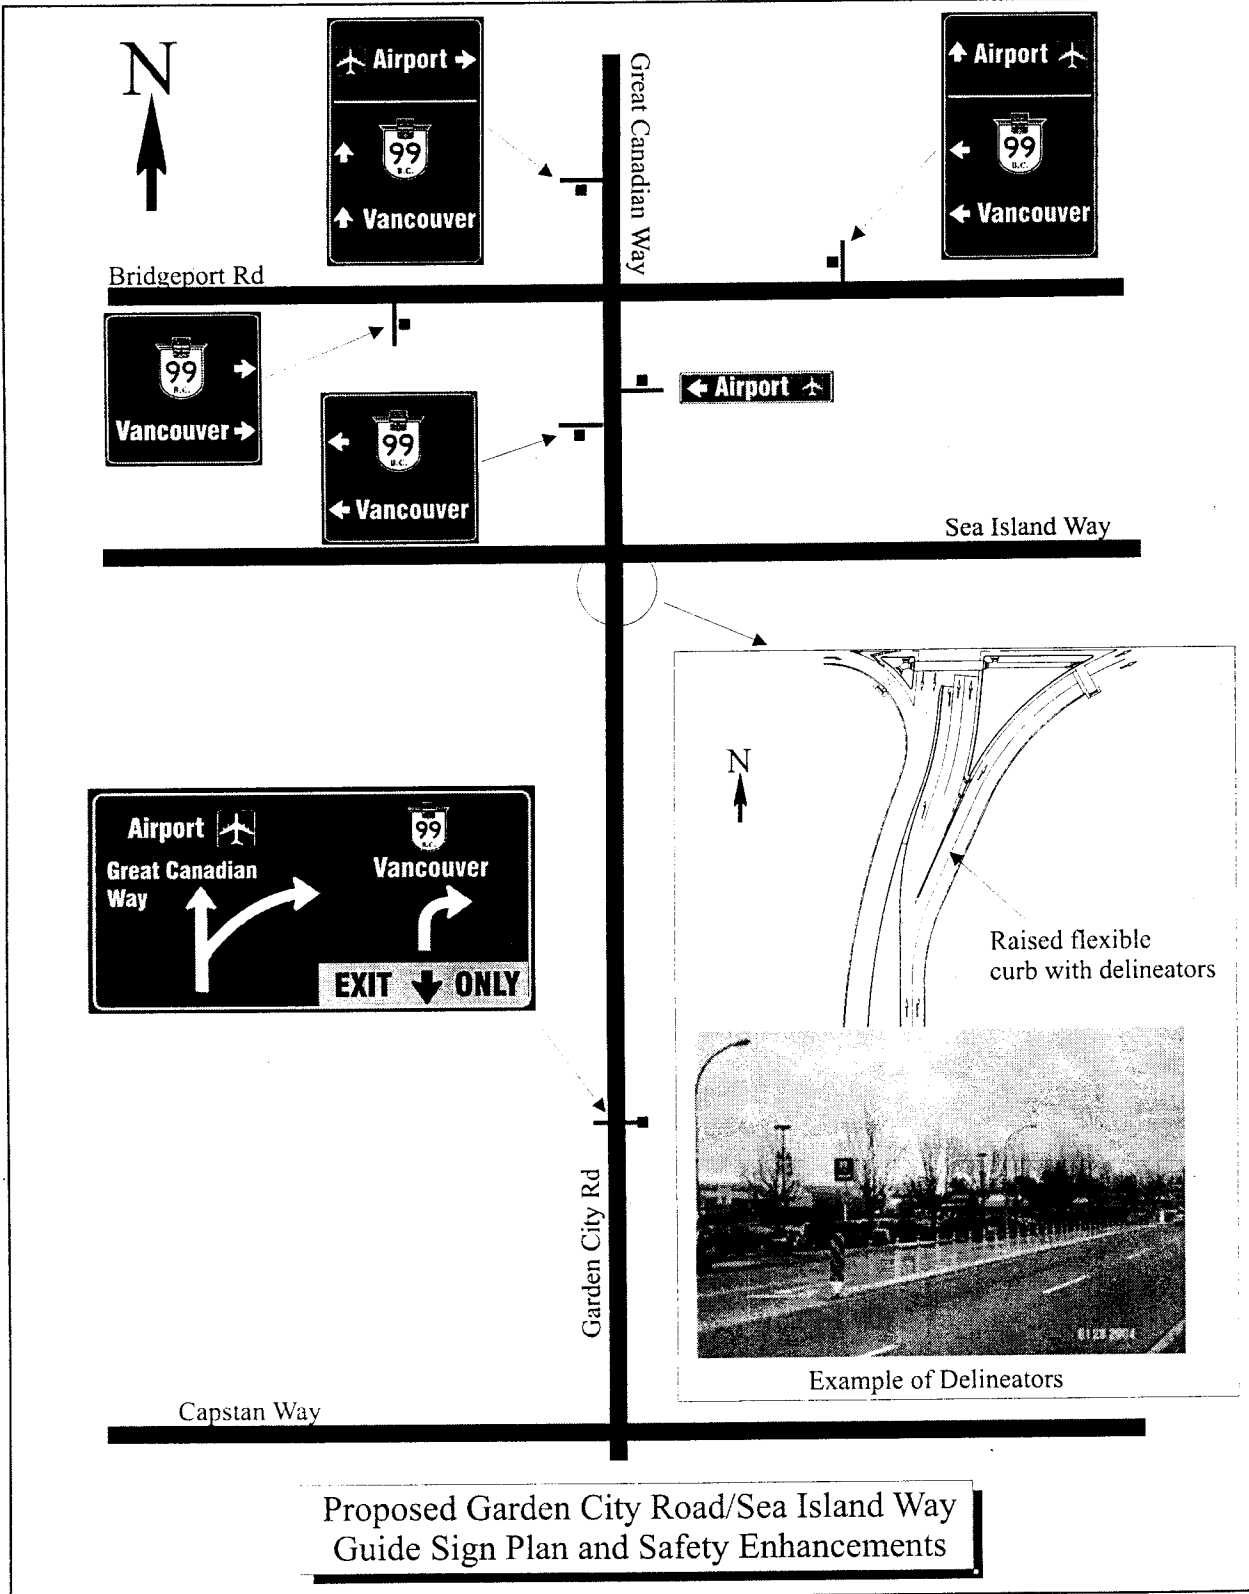 N
Airport
99
B.C.
Vancouver
Great Canadian Way
Airport
99
B.C.
Vancouver
Bridgeport Rd
99
B.C.
Vancouver
Airport
99
B.C.
Vancouver
Sea Island Way
N
Airport
99
Great Canadian
Way
Vancouver
EXIT ONLY
Raised flexible
curb with delineators
Garden City Rd
Example of Delineators
Capstan Way
Proposed Garden City Road/Sea Island Way
Guide Sign Plan and Safety Enhancements